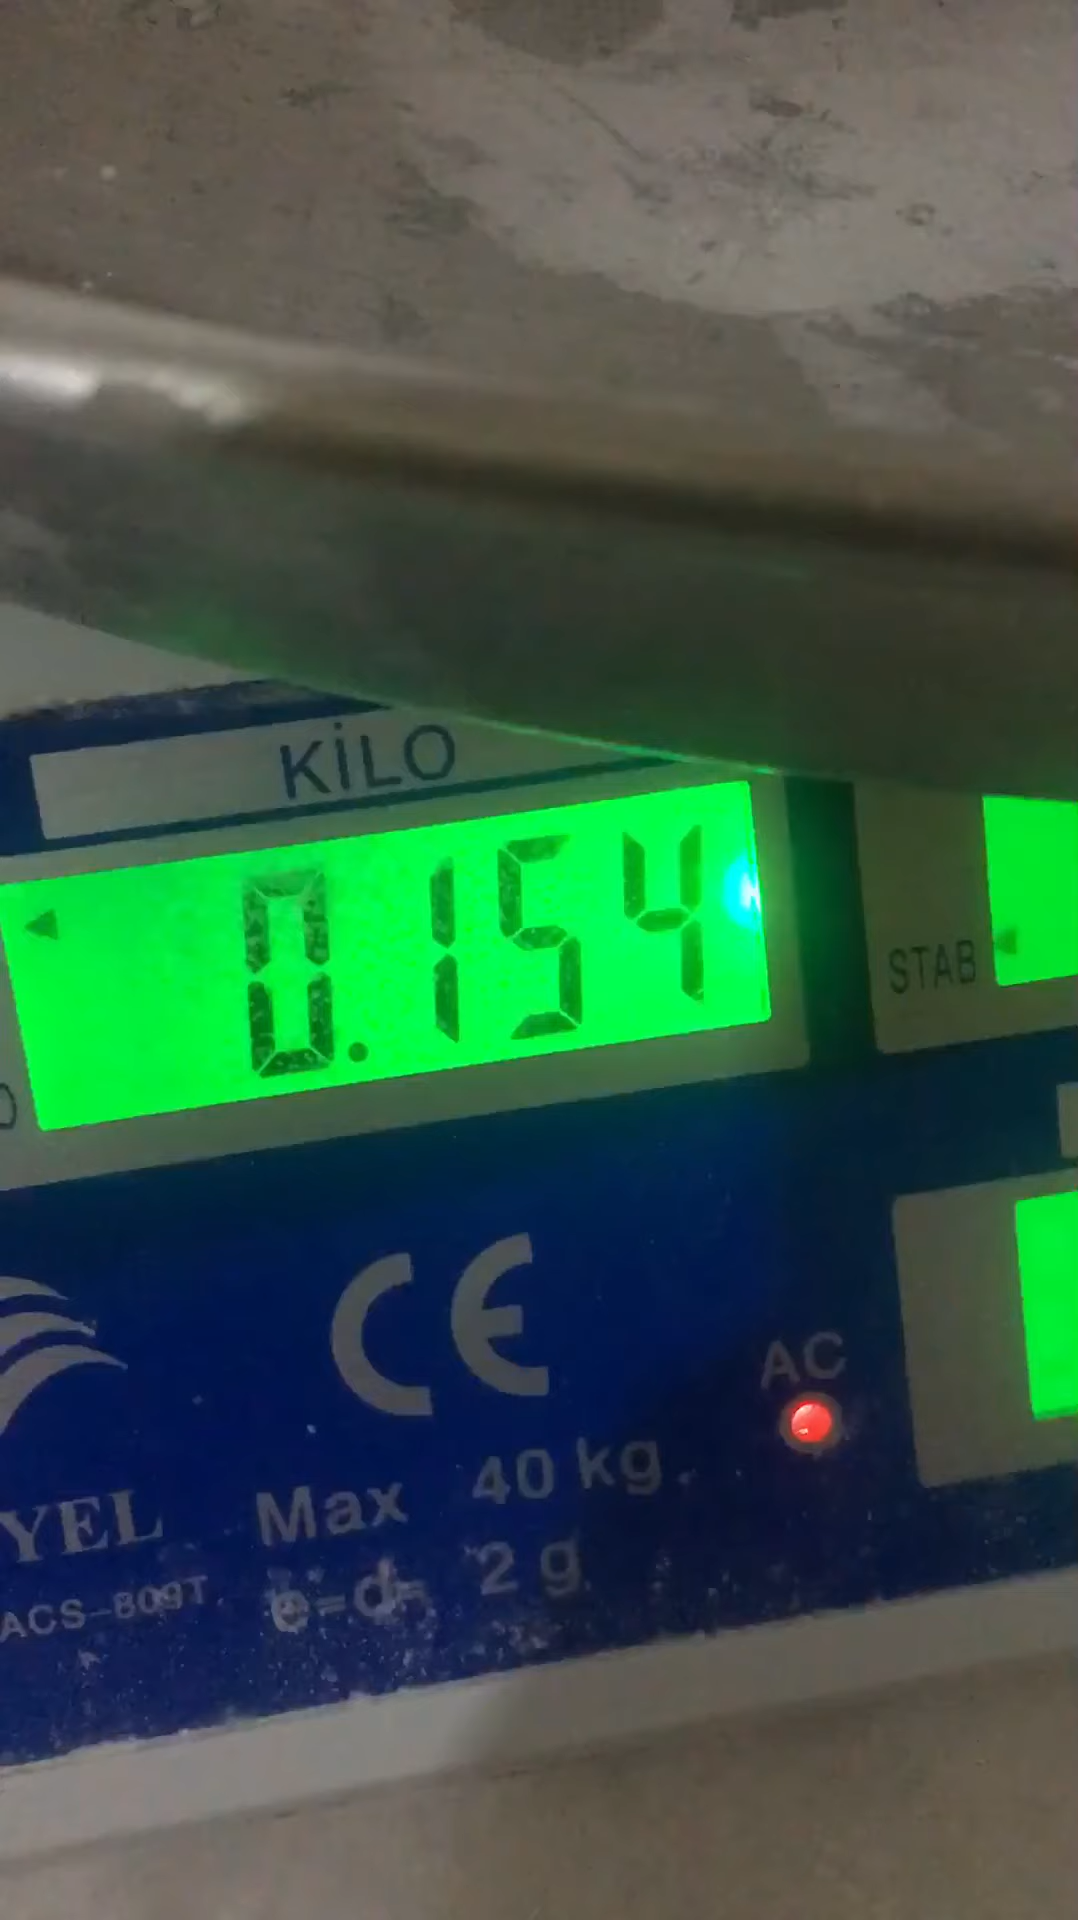 KİLO
0.154
STAB
CE
AC
Max 40 kg.
e=d= 2 g
YEL
ACS-809T